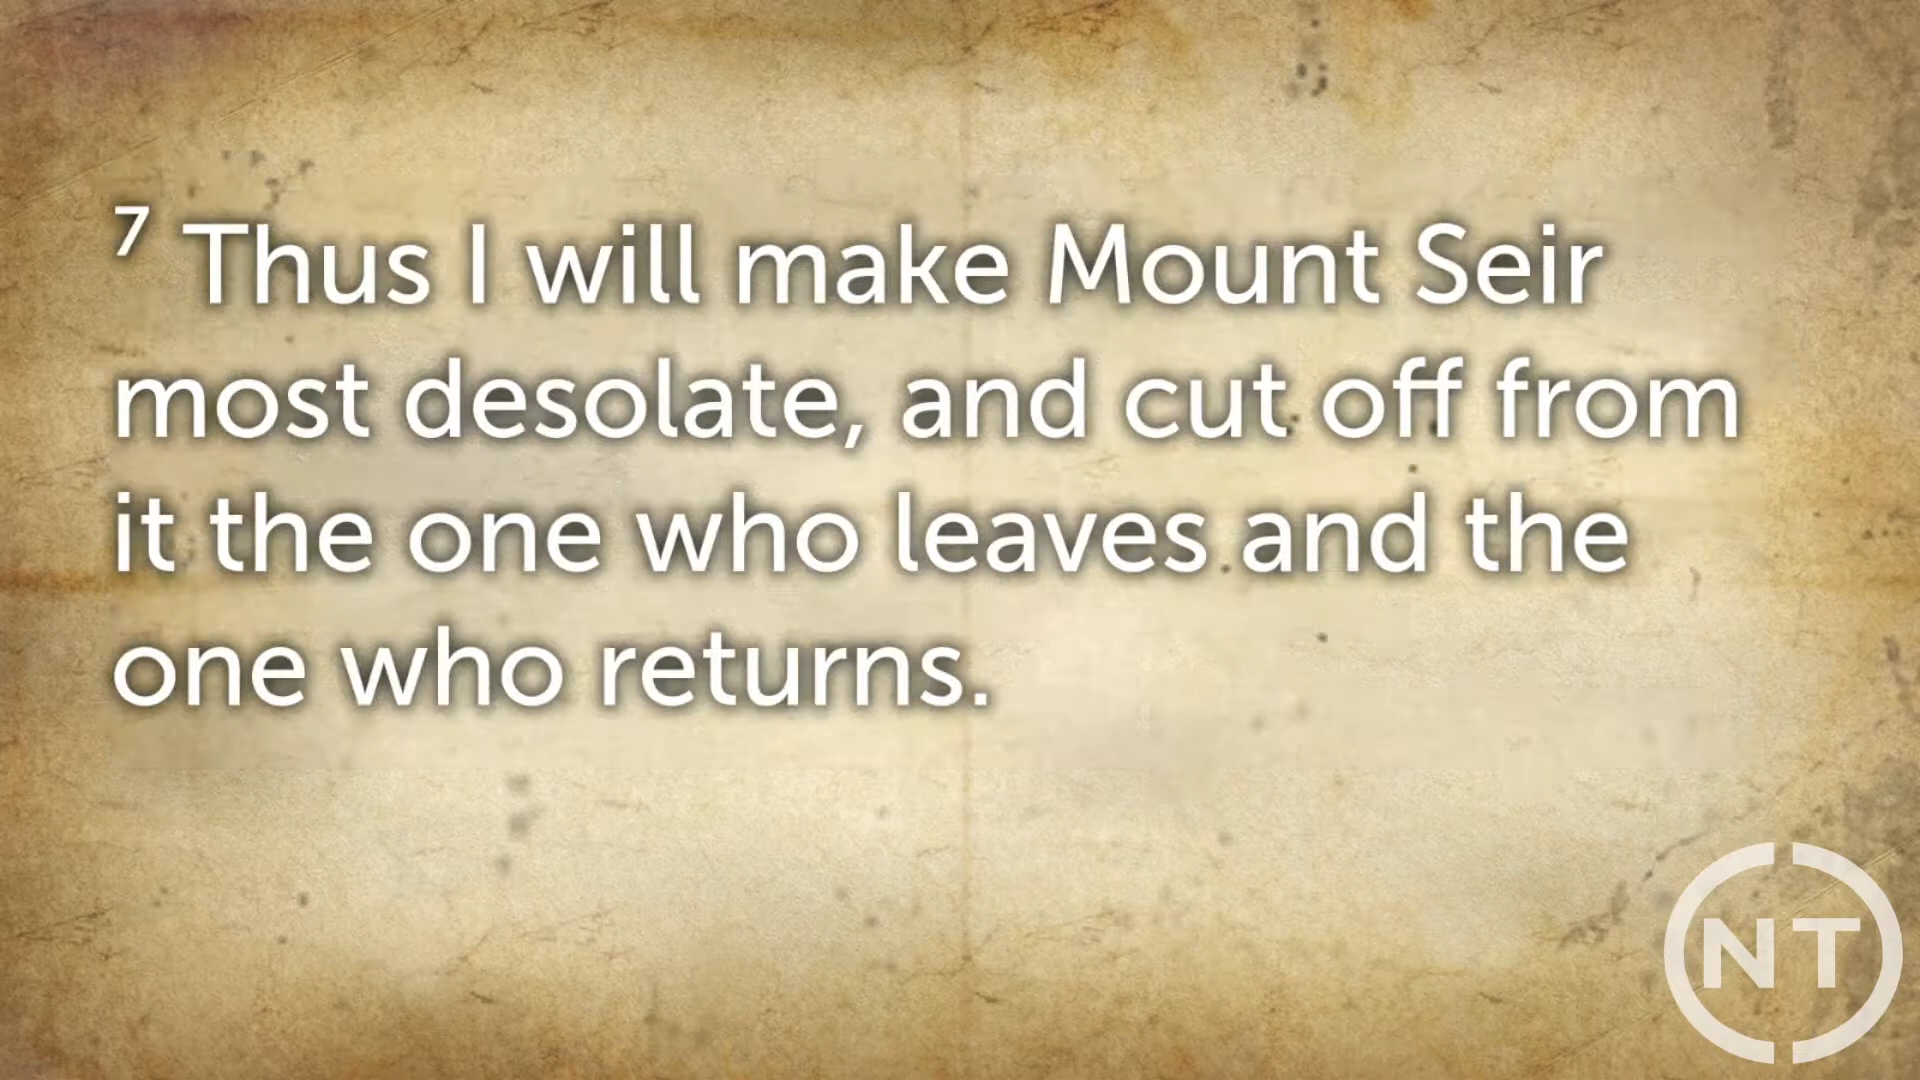 7 Thus I will make Mount Seir
most desolate, and cut off from
it the one who leaves and the
one who returns.
NT